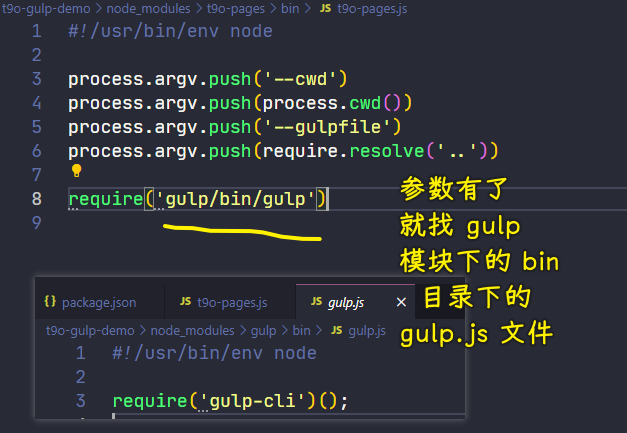 t9o-gulp-demo > node_modules > t9o-pages > bin > JS t9o-pages.js
1 #!/usr/bin/env node
2
3 process.argv.push('--cwd')
4 process.argv.push(process.cwd())
5 process.argv.push('--gulpfile')
6 process.argv.push(require.resolve('..'))
7
8 require('gulp/bin/gulp')
9
参数有了
就找 gulp
模块下的 bin
目录下的
gulp.js 文件
{} package.json JS t9o-pages.js JS gulp.js ×
t9o-gulp-demo > node_modules > gulp > bin > JS gulp.js
1 #!/usr/bin/env node
2
3 require('gulp-cli')();